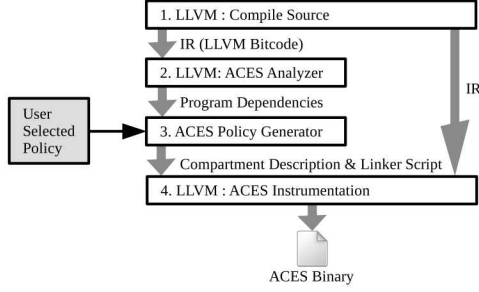 1. LLVM : Compile Source
IR (LLVM Bitcode)
IR
2. LLVM: ACES Analyzer
Program Dependencies
User
Selected
Policy
3. ACES Policy Generator
Compartment Description & Linker Script
4. LLVM : ACES Instrumentation
ACES Binary